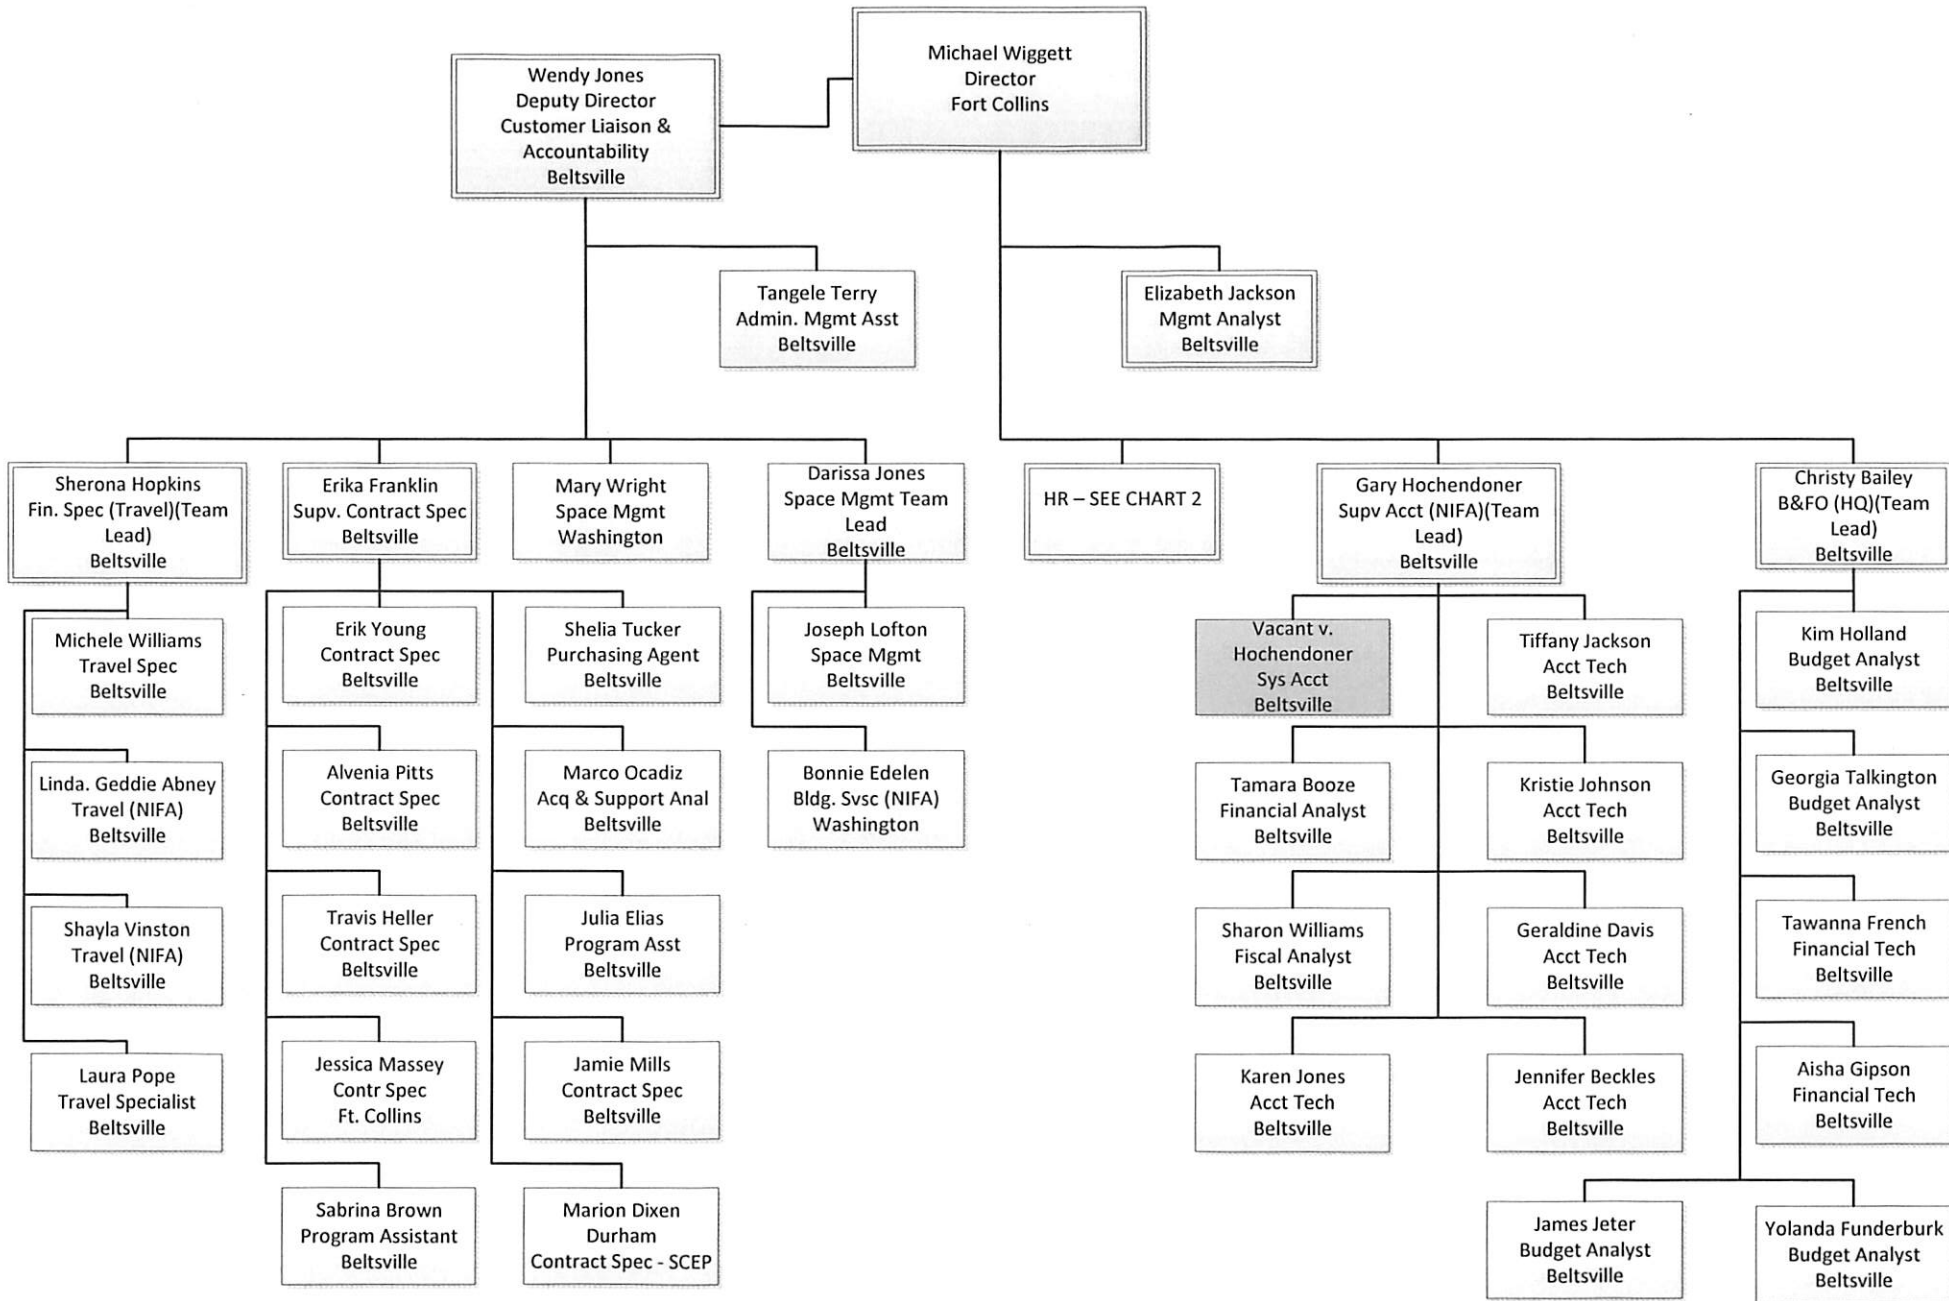 Michael Wiggett
Director
Fort Collins
Wendy Jones
Deputy Director
Customer Liaison &
Accountability
Beltsville
Tangele Terry
Admin. Mgmt Asst
Beltsville
Elizabeth Jackson
Mgmt Analyst
Beltsville
Sherona Hopkins
Fin. Spec (Travel)(Team
Lead)
Beltsville
Erika Franklin
Supv. Contract Spec
Beltsville
Mary Wright
Space Mgmt
Washington
Darissa Jones
Space Mgmt Team
Lead
Beltsville
HR – SEE CHART 2
Gary Hochendoner
Supv Acct (NIFA)(Team
Lead)
Beltsville
Christy Bailey
B&FO (HQ)(Team
Lead)
Beltsville
Michele Williams
Travel Spec
Beltsville
Linda. Geddie Abney
Travel (NIFA)
Beltsville
Shayla Vinston
Travel (NIFA)
Beltsville
Laura Pope
Travel Specialist
Beltsville
Erik Young
Contract Spec
Beltsville
Alvenia Pitts
Contract Spec
Beltsville
Travis Heller
Contract Spec
Beltsville
Jessica Massey
Contr Spec
Ft. Collins
Sabrina Brown
Program Assistant
Beltsville
Shelia Tucker
Purchasing Agent
Beltsville
Marco Ocadiz
Acq & Support Anal
Beltsville
Julia Elias
Program Asst
Beltsville
Jamie Mills
Contract Spec
Beltsville
Marion Dixen
Durham
Contract Spec - SCEP
Joseph Lofton
Space Mgmt
Beltsville
Bonnie Edelen
Bldg. Svsc (NIFA)
Washington
Vacant v.
Hochendoner
Sys Acct
Beltsville
Tamara Booze
Financial Analyst
Beltsville
Sharon Williams
Fiscal Analyst
Beltsville
Karen Jones
Acct Tech
Beltsville
Tiffany Jackson
Acct Tech
Beltsville
Kristie Johnson
Acct Tech
Beltsville
Geraldine Davis
Acct Tech
Beltsville
Jennifer Beckles
Acct Tech
Beltsville
Kim Holland
Budget Analyst
Beltsville
Georgia Talkington
Budget Analyst
Beltsville
Tawanna French
Financial Tech
Beltsville
Aisha Gipson
Financial Tech
Beltsville
James Jeter
Budget Analyst
Beltsville
Yolanda Funderburk
Budget Analyst
Beltsville